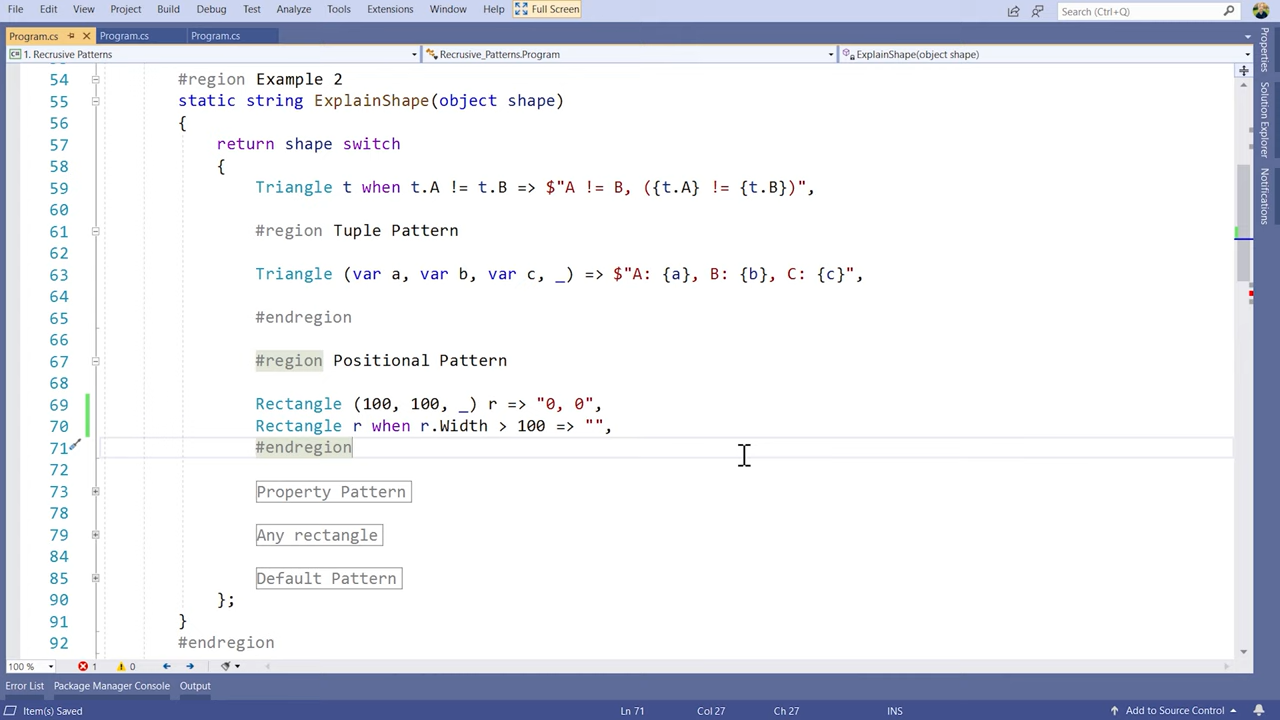 File Edit View Project Build Debug Test Analyze Tools Extensions Window Help Full Screen Search (Ctrl+Q)
Program.cs Program.cs Program.cs
1. Recrusive Patterns Recrusive_Patterns.Program ExplainShape(object shape)
54 #region Example 2
55 static string ExplainShape(object shape)
56 {
57 return shape switch
58 {
59 Triangle t when t.A != t.B => $"A != B, ({t.A} != {t.B})",
60
61 #region Tuple Pattern
62
63 Triangle (var a, var b, var c, _) => $"A: {a}, B: {b}, C: {c}",
64
65 #endregion
66
67 #region Positional Pattern
68
69 Rectangle (100, 100, _) r => "0, 0",
70 Rectangle r when r.Width > 100 => "",
71 #endregion
72
73 Property Pattern
78
79 Any rectangle
84
85 Default Pattern
90 };
91 }
92 #endregion
100 % 1 0
Error List Package Manager Console Output
Item(s) Saved Ln 71 Col 27 Ch 27 INS Add to Source Control
Properties
Solution Explorer
Notifications